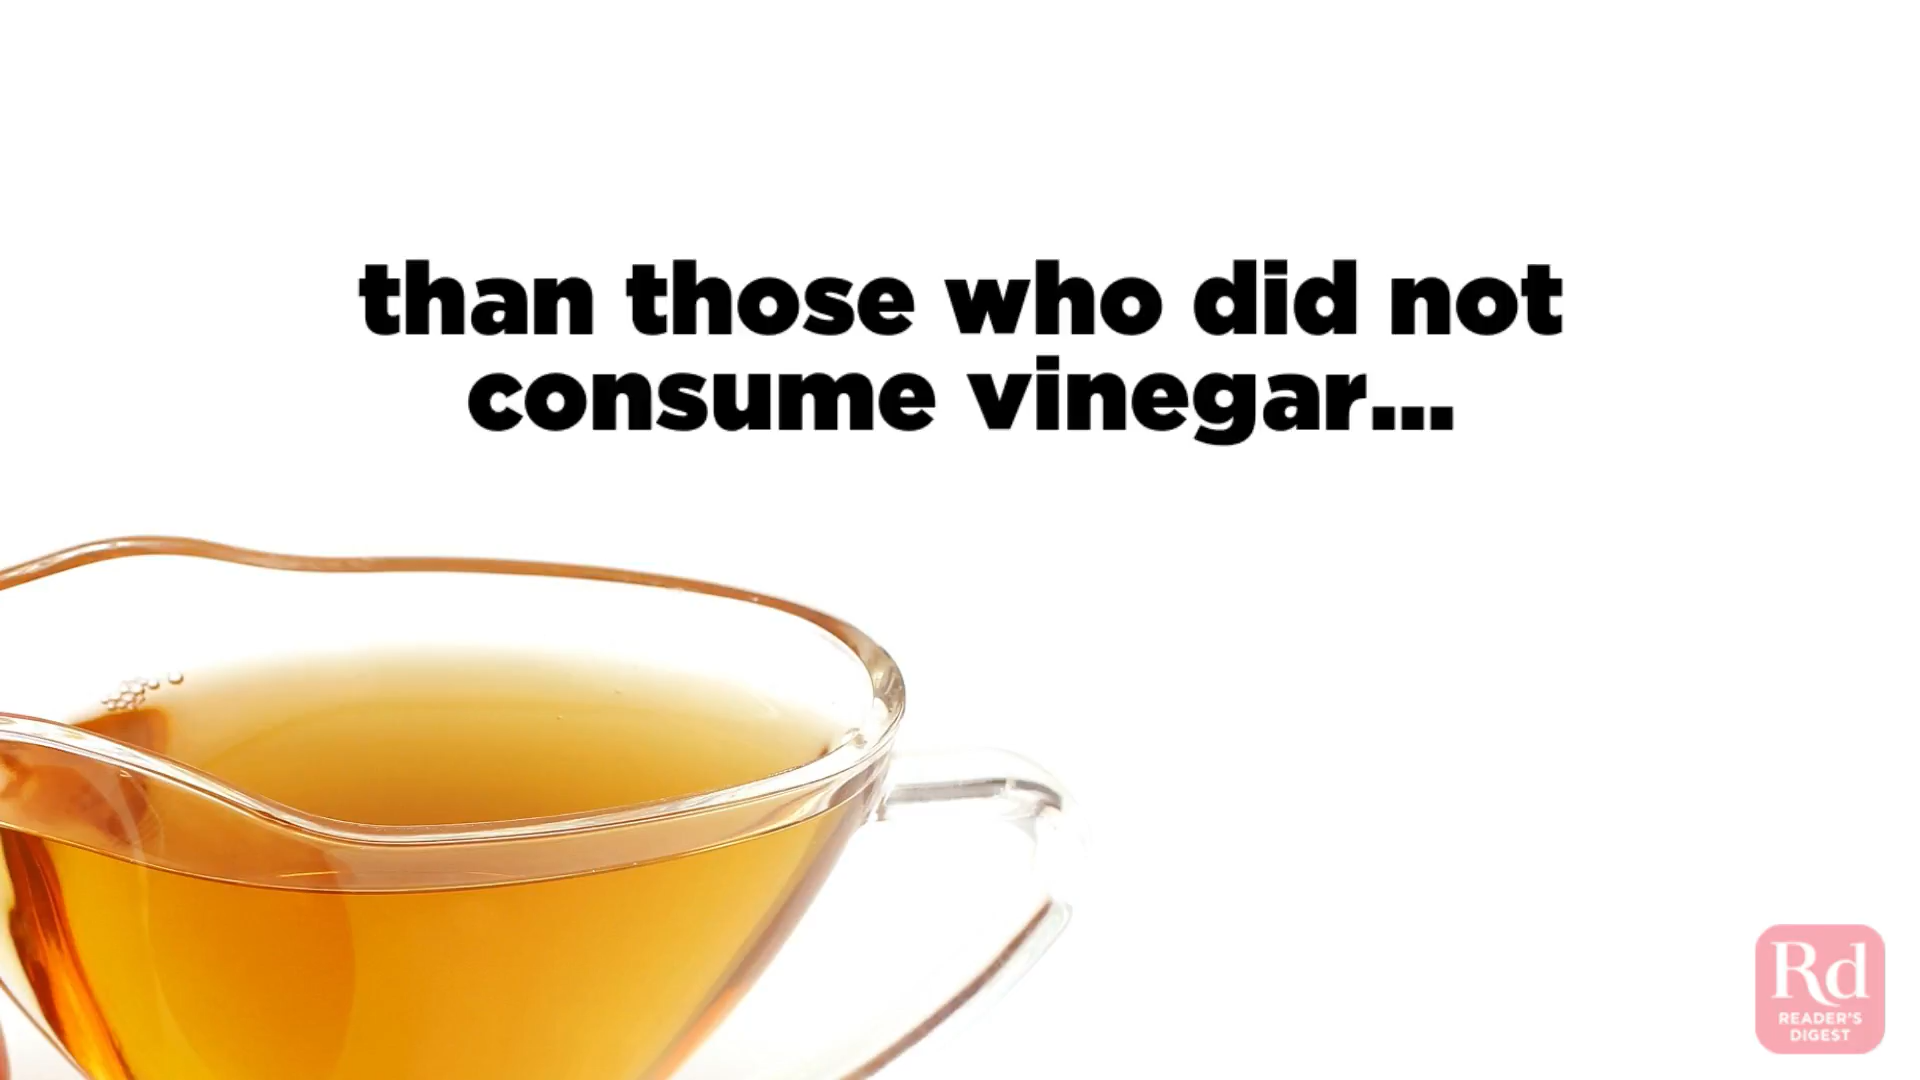 than those who did not
consume vinegar...
Rd
READER'S
DIGEST